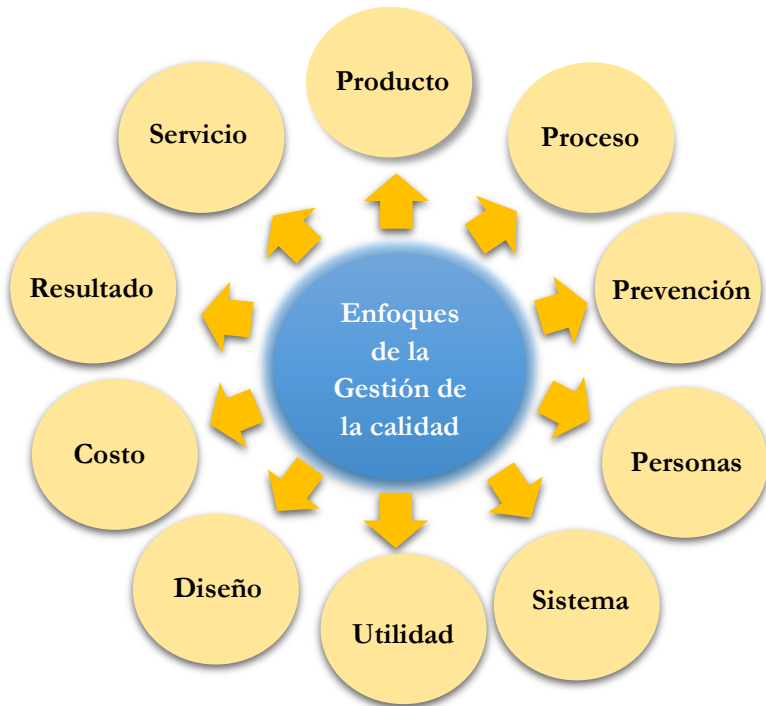 Producto
Servicio
Proceso
Resultado
Prevención
Enfoques
de la
Gestión de
la calidad
Costo
Personas
Diseño
Sistema
Utilidad